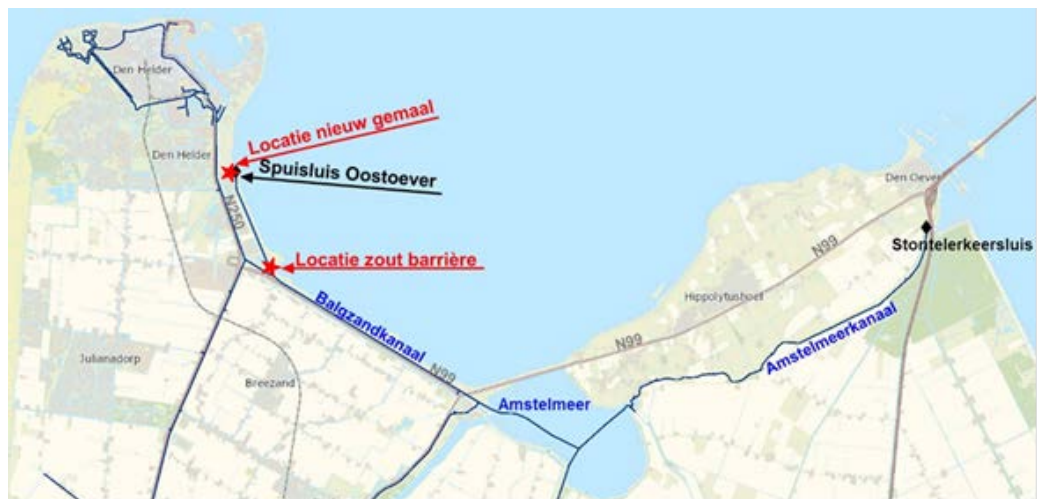 Den Helder
Locatie nieuw gemaal
Den Helder
Spuisluis Oostoever
Den Oever
N250
Stontelerkeersluis
N99
Locatie zout barrière
Hippolytushoef
Balgzandkanaal
N99
Amstelmeerkanaal
Julianadorp
Breezand
N99
Amstelmeer